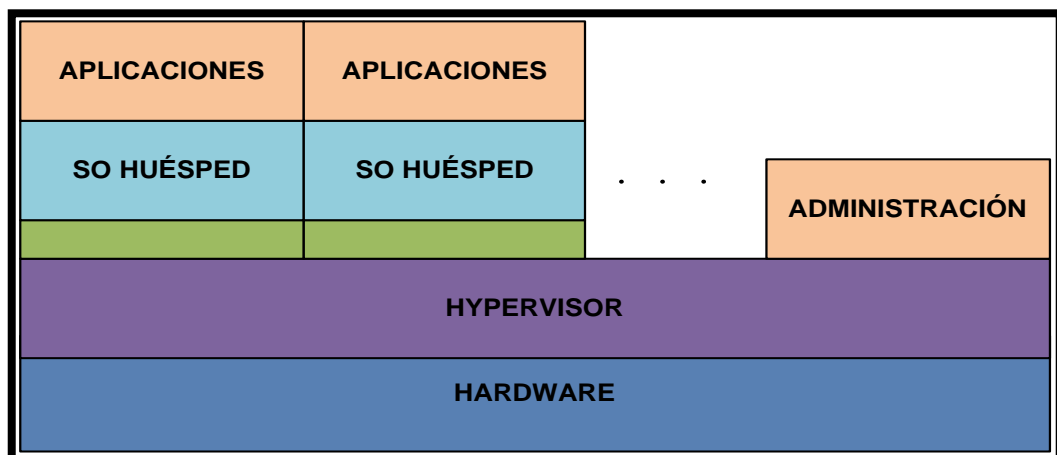 APLICACIONES
APLICACIONES
SO HUÉSPED
SO HUÉSPED
. . .
ADMINISTRACIÓN
HYPERVISOR
HARDWARE